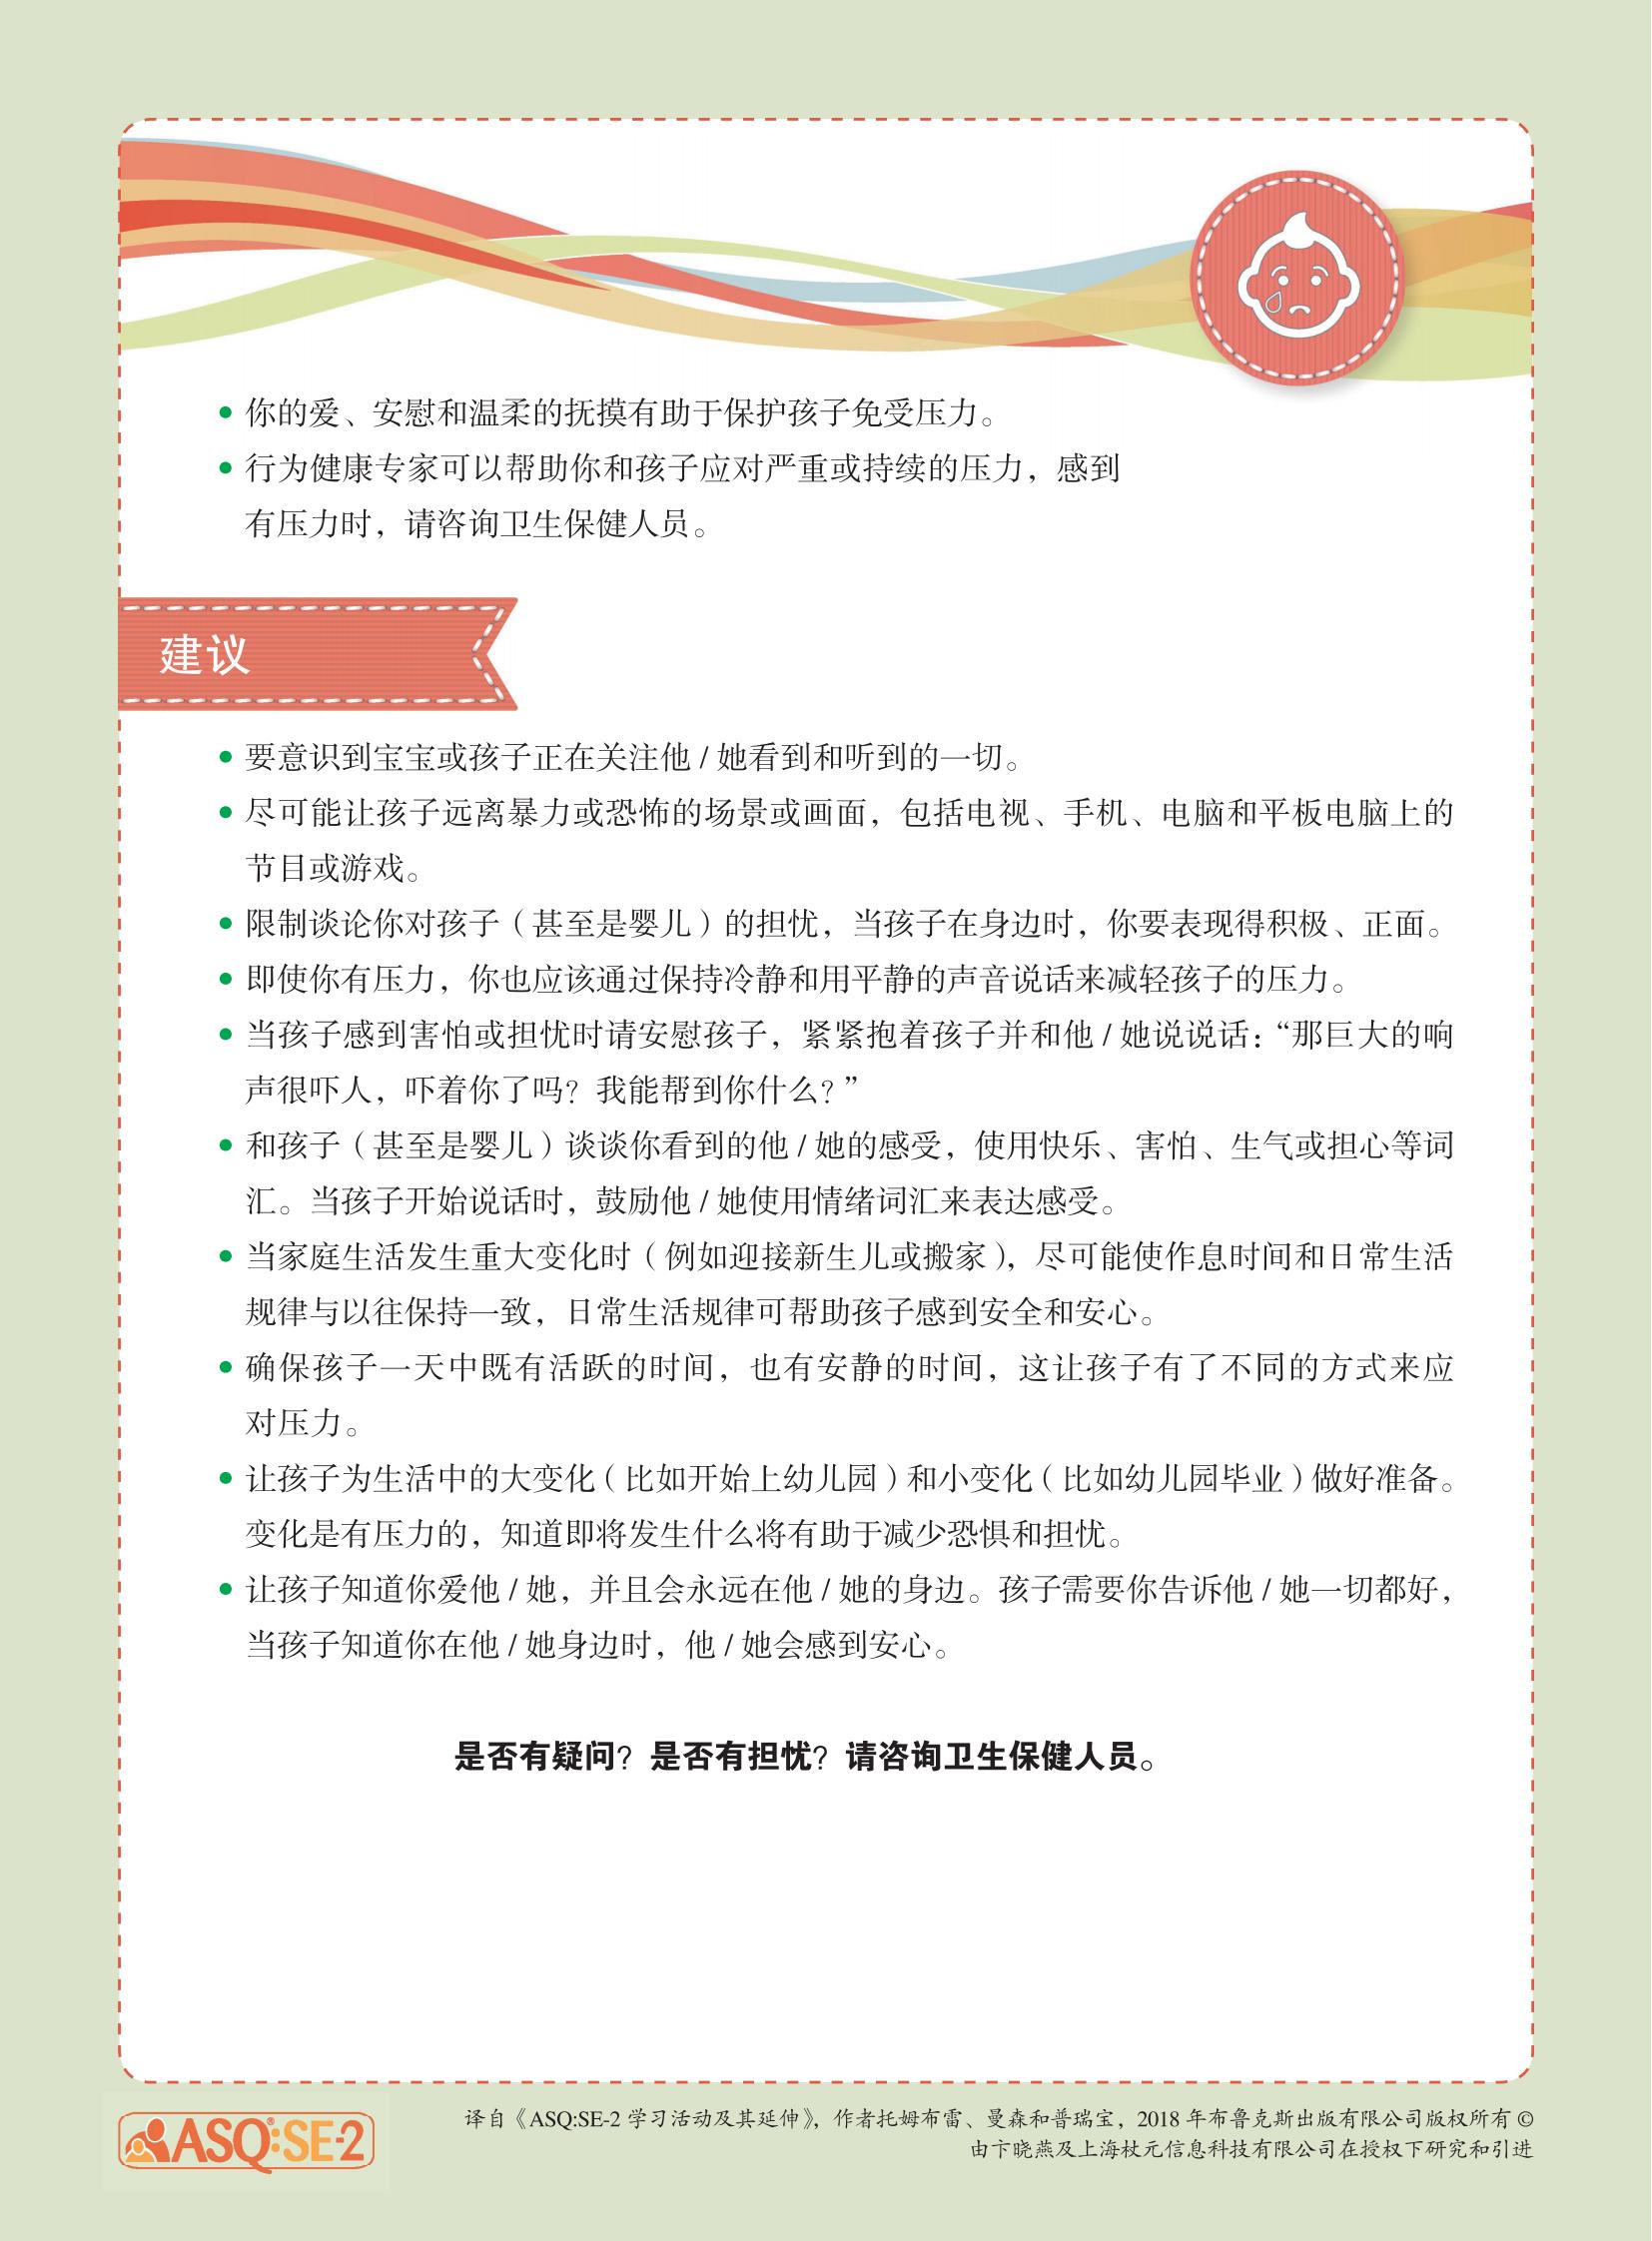 • 你的爱、安慰和温柔的抚摸有助于保护孩子免受压力。
• 行为健康专家可以帮助你和孩子应对严重或持续的压力，感到
有压力时，请咨询卫生保健人员。
建议
• 要意识到宝宝或孩子正在关注他 / 她看到和听到的一切。
• 尽可能让孩子远离暴力或恐怖的场景或画面，包括电视、手机、电脑和平板电脑上的
节目或游戏。
• 限制谈论你对孩子（甚至是婴儿）的担忧，当孩子在身边时，你要表现得积极、正面。
• 即使你有压力，你也应该通过保持冷静和用平静的声音说话来减轻孩子的压力。
• 当孩子感到害怕或担忧时请安慰孩子，紧紧抱着孩子并和他 / 她说说话：“那巨大的响
声很吓人，吓着你了吗？我能帮到你什么？”
• 和孩子（甚至是婴儿）谈谈你看到的他 / 她的感受，使用快乐、害怕、生气或担心等词
汇。当孩子开始说话时，鼓励他 / 她使用情绪词汇来表达感受。
• 当家庭生活发生重大变化时（例如迎接新生儿或搬家），尽可能使作息时间和日常生活
规律与以往保持一致，日常生活规律可帮助孩子感到安全和安心。
• 确保孩子一天中既有活跃的时间，也有安静的时间，这让孩子有了不同的方式来应
对压力。
• 让孩子为生活中的大变化（比如开始上幼儿园）和小变化（比如幼儿园毕业）做好准备。
变化是有压力的，知道即将发生什么将有助于减少恐惧和担忧。
• 让孩子知道你爱他 / 她，并且会永远在他 / 她的身边。孩子需要你告诉他 / 她一切都好，
当孩子知道你在他 / 她身边时，他 / 她会感到安心。
是否有疑问？是否有担忧？请咨询卫生保健人员。
ASQ®:SE-2
译自《ASQ:SE-2 学习活动及其延伸》，作者托姆布雷、曼森和普瑞宝，2018 年布鲁克斯出版有限公司版权所有 ©
由卞晓燕及上海杖元信息科技有限公司在授权下研究和引进